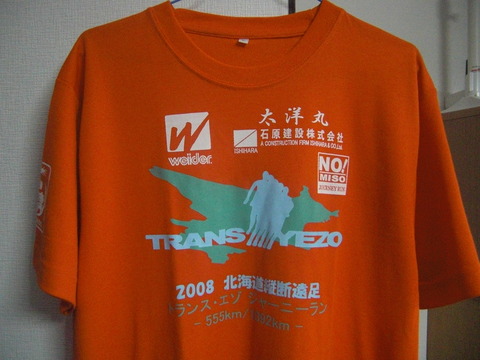 weider
太洋丸
ISHIHARA
石原建設株式会社
A CONSTRUCTION FIRM ISHIHARA & CO.LTD.
NO!
MISO
JOURNEY RUN
TRANS YEZO
2008 北海道縦断遠足
トランス・エゾ ジャーニーラン